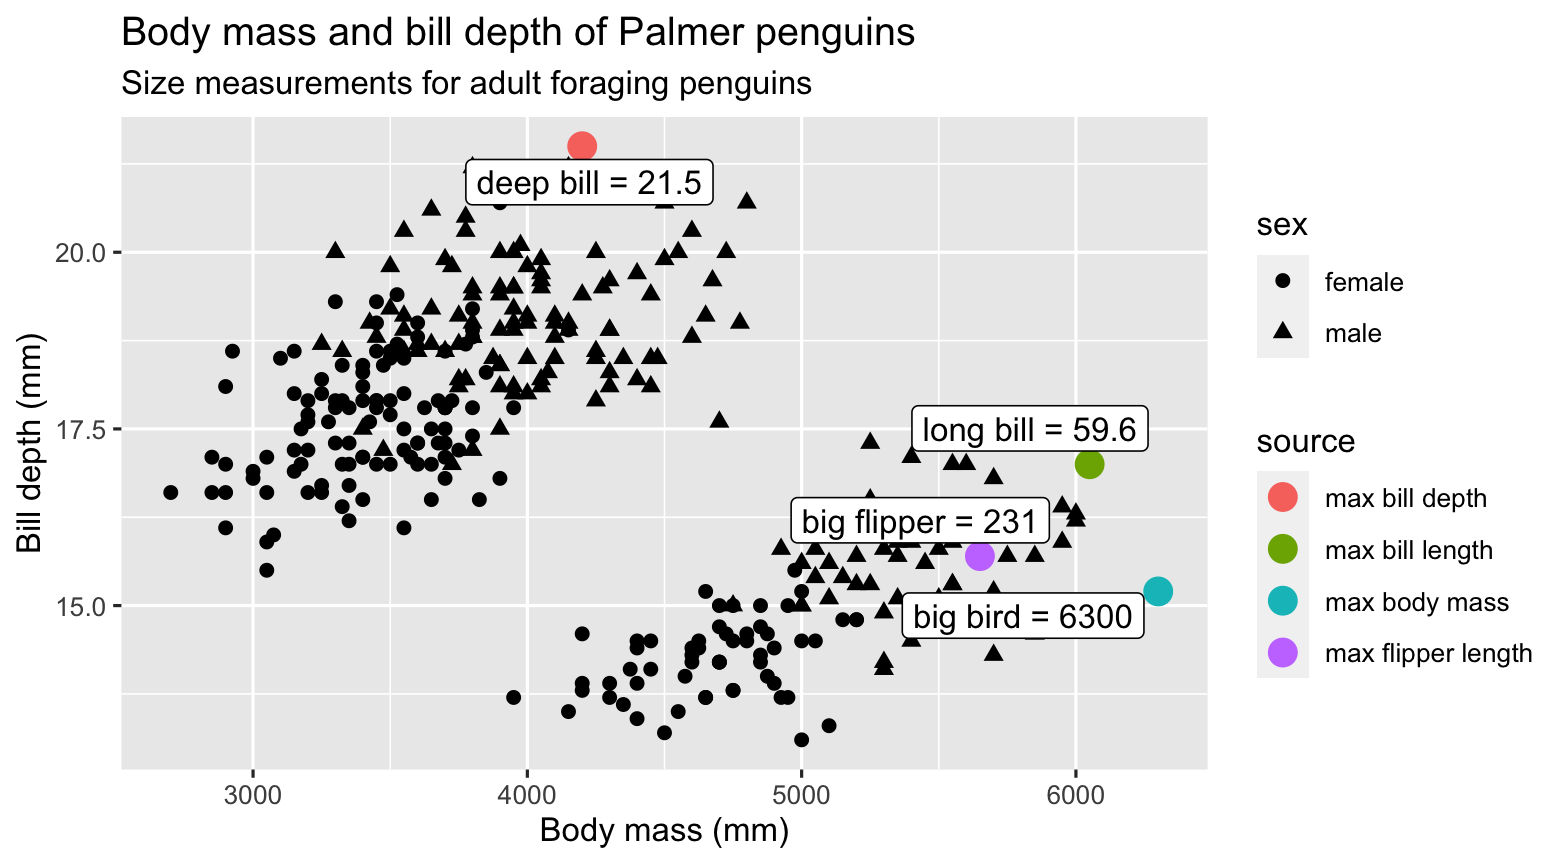 Body mass and bill depth of Palmer penguins
Size measurements for adult foraging penguins
deep bill = 21.5
long bill = 59.6
big flipper = 231
big bird = 6300
20.0
17.5
15.0
Bill depth (mm)
3000 4000 5000 6000
Body mass (mm)
sex
female
male
source
max bill depth
max bill length
max body mass
max flipper length